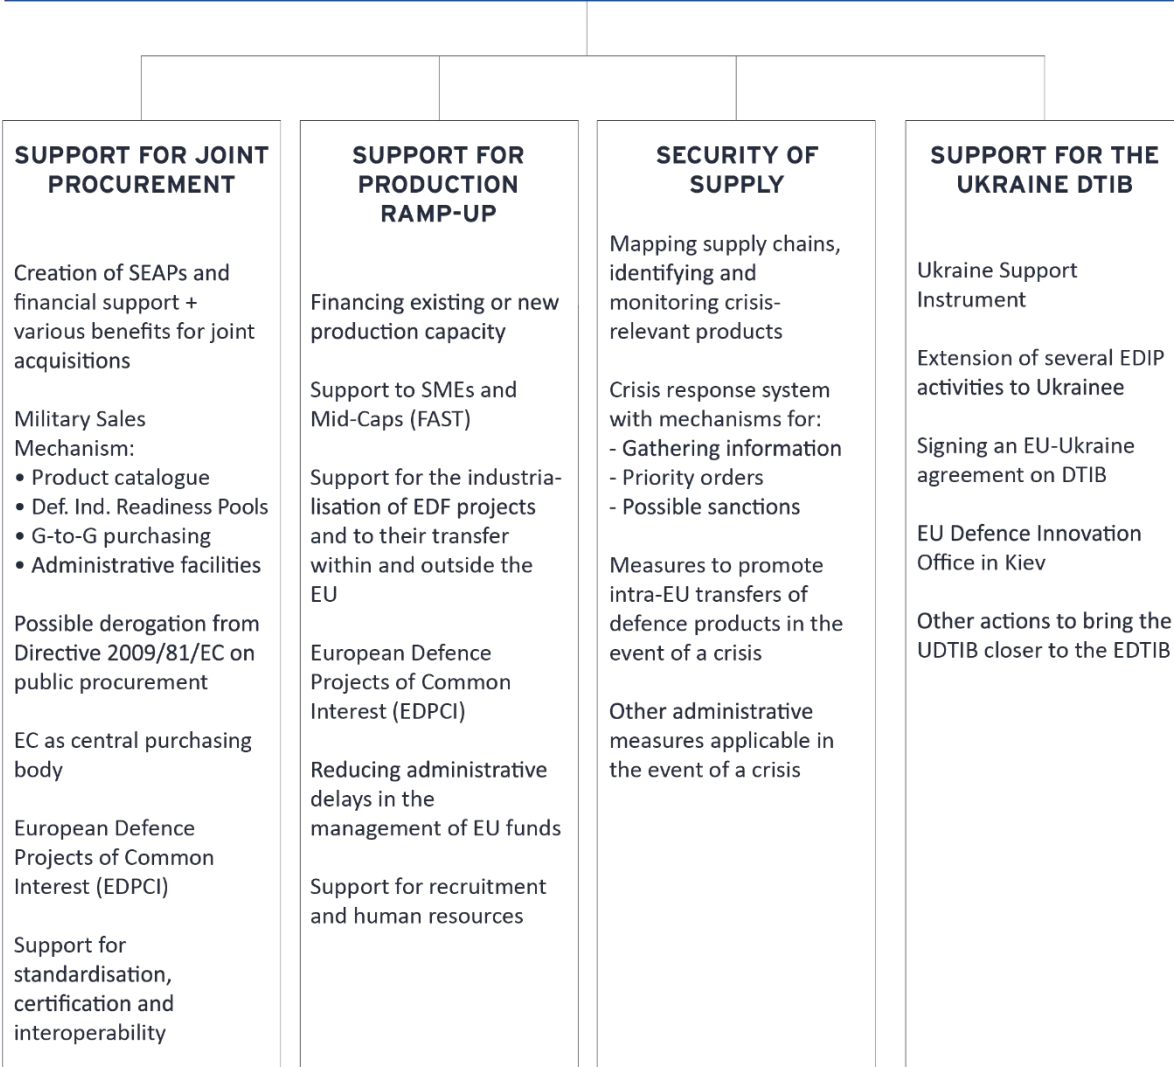 SUPPORT FOR JOINT
PROCUREMENT
Creation of SEAPs and
financial support +
various benefits for joint
acquisitions
Military Sales
Mechanism:
• Product catalogue
• Def. Ind. Readiness Pools
• G-to-G purchasing
• Administrative facilities
Possible derogation from
Directive 2009/81/EC on
public procurement
EC as central purchasing
body
European Defence
Projects of Common
Interest (EDPCI)
Support for
standardisation,
certification and
interoperability
SUPPORT FOR
PRODUCTION
RAMP-UP
Financing existing or new
production capacity
Support to SMEs and
Mid-Caps (FAST)
Support for the industria-
lisation of EDF projects
and to their transfer
within and outside the
EU
European Defence
Projects of Common
Interest (EDPCI)
Reducing administrative
delays in the
management of EU funds
Support for recruitment
and human resources
SECURITY OF
SUPPLY
Mapping supply chains,
identifying and
monitoring crisis-
relevant products
Crisis response system
with mechanisms for:
- Gathering information
- Priority orders
- Possible sanctions
Measures to promote
intra-EU transfers of
defence products in the
event of a crisis
Other administrative
measures applicable in
the event of a crisis
SUPPORT FOR THE
UKRAINE DTIB
Ukraine Support
Instrument
Extension of several EDIP
activities to Ukrainee
Signing an EU-Ukraine
agreement on DTIB
EU Defence Innovation
Office in Kiev
Other actions to bring the
UDTIB closer to the EDTIB